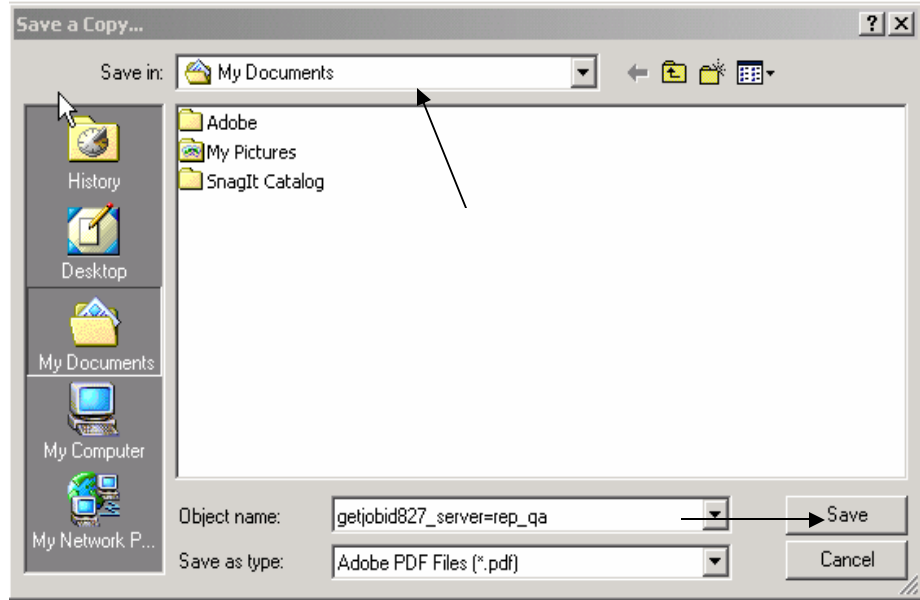 Save a Copy...
Save in: My Documents
Adobe
My Pictures
SnagIt Catalog
History
Desktop
My Documents
My Computer
My Network P...
Object name: getjobid827_server=rep_qa Save
Save as type: Adobe PDF Files (*.pdf) Cancel